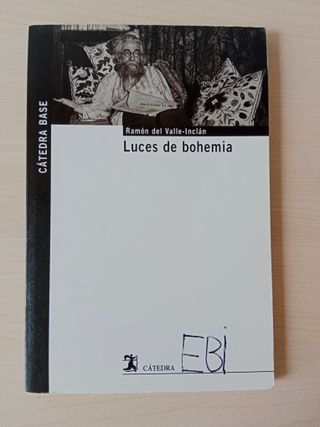 CÁTEDRA BASE
Ramón del Valle-Inclán
Luces de bohemia
CÁTEDRA
EBi